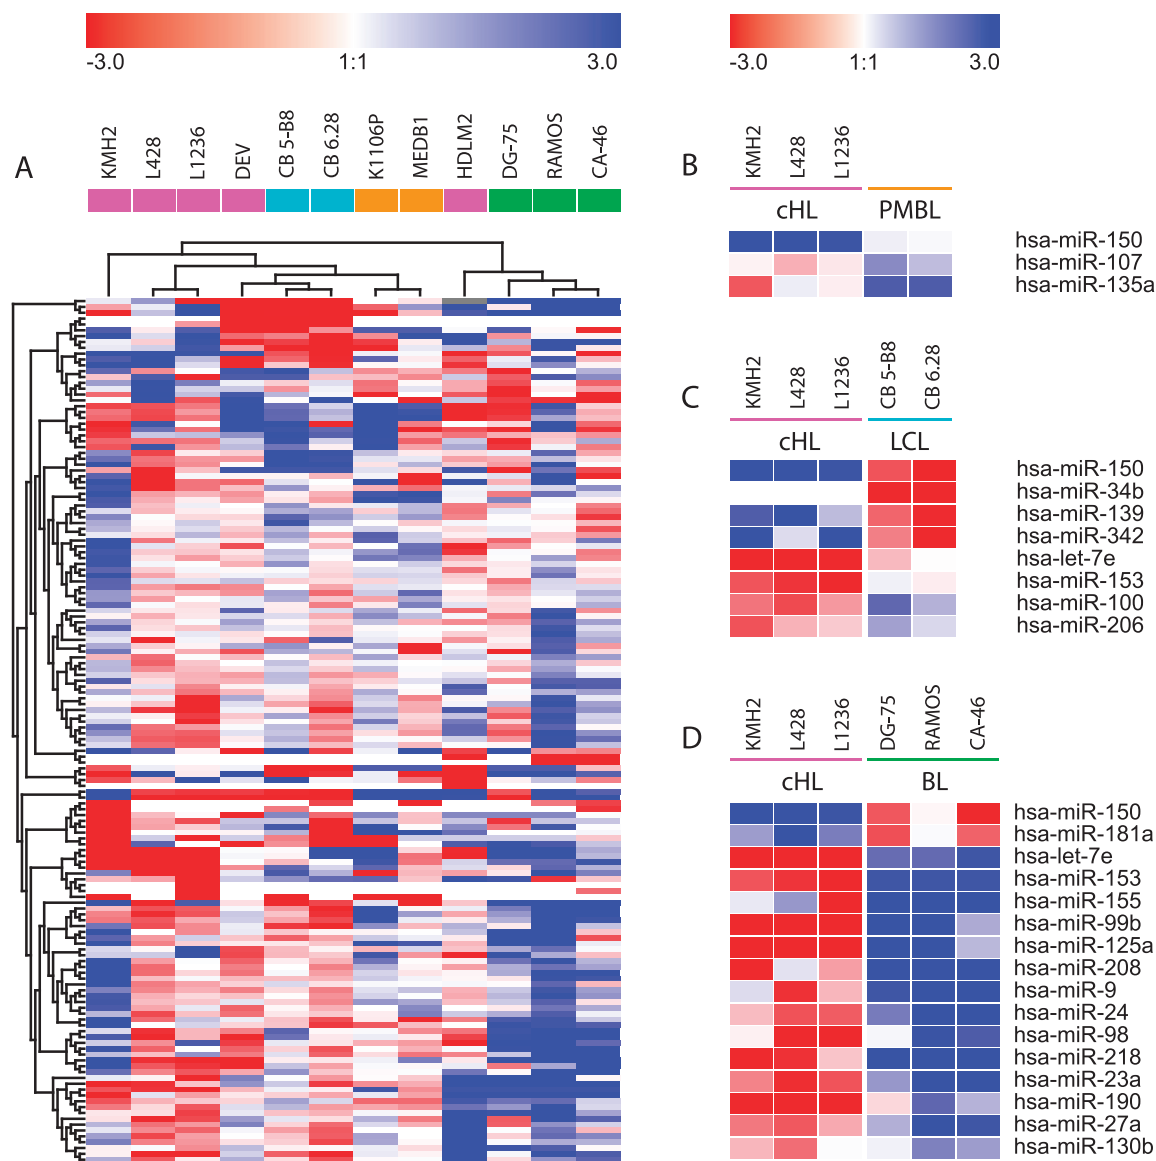 -3.0 1:1 3.0
-3.0 1:1 3.0
A
KMH2 L428 L1236 DEV CB 5-B8 CB 6.28 K1106P MEDB1 HDLM2 DG-75 RAMOS CA-46
B
KMH2 L428 L1236
cHL PMBL
hsa-miR-150
hsa-miR-107
hsa-miR-135a
C
KMH2 L428 L1236 CB 5-B8 CB 6.28
cHL LCL
hsa-miR-150
hsa-miR-34b
hsa-miR-139
hsa-miR-342
hsa-let-7e
hsa-miR-153
hsa-miR-100
hsa-miR-206
D
KMH2 L428 L1236 DG-75 RAMOS CA-46
cHL BL
hsa-miR-150
hsa-miR-181a
hsa-let-7e
hsa-miR-153
hsa-miR-155
hsa-miR-99b
hsa-miR-125a
hsa-miR-208
hsa-miR-9
hsa-miR-24
hsa-miR-98
hsa-miR-218
hsa-miR-23a
hsa-miR-190
hsa-miR-27a
hsa-miR-130b